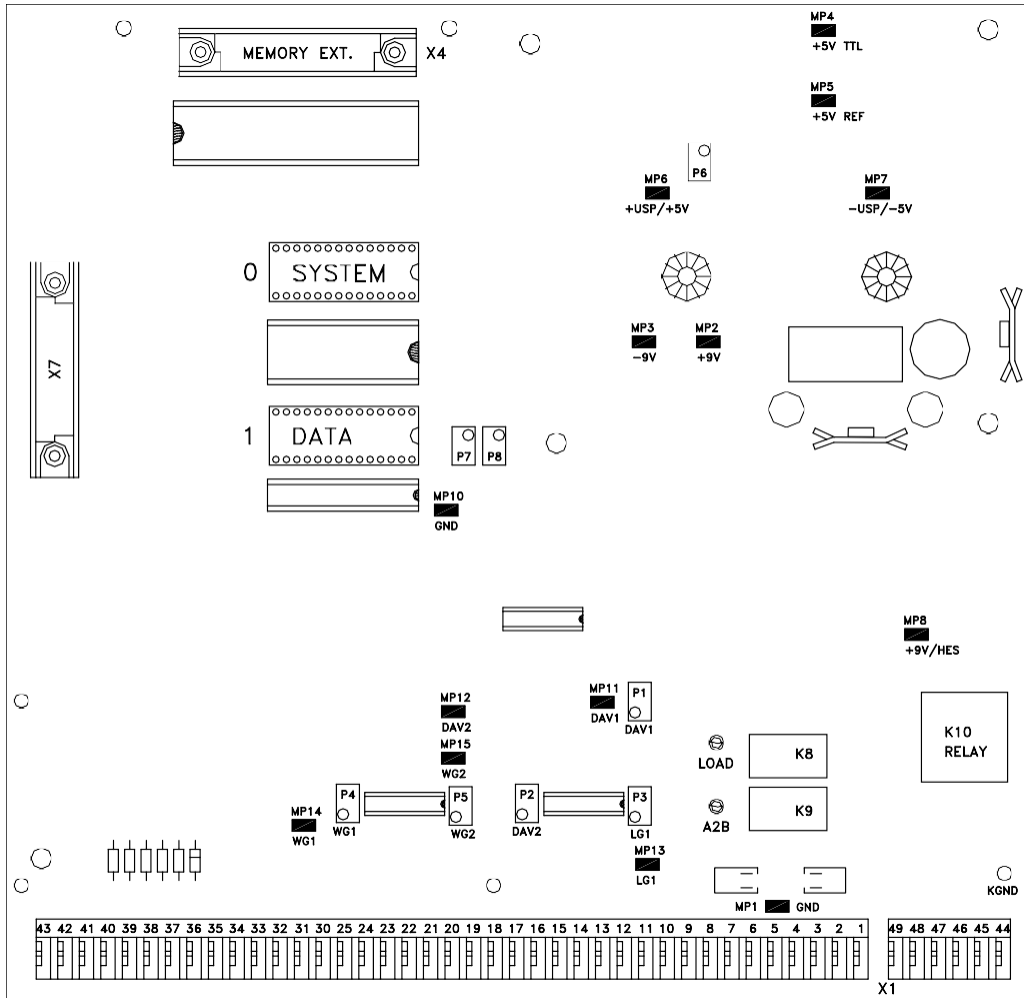 MP4
+5V TTL
MEMORY EXT.
X4
MP5
+5V REF
P6
MP6
+USP/+5V
MP7
-USP/-5V
0 SYSTEM
X7
MP3
-9V
MP2
+9V
1 DATA
P7
P8
MP10
GND
MP8
+9V/HES
MP12
DAV2
MP11
DAV1
P1
DAV1
K10
RELAY
MP15
WG2
LOAD
K8
P4
WG1
P5
WG2
P2
DAV2
P3
LG1
MP14
WG1
A2B
K9
MP13
LG1
KGND
MP1 GND
43 42 41 40 39 38 37 36 35 34 33 32 31 30 25 24 23 22 21 20 19 18 17 16 15 14 13 12 11 10 9 8 7 6 5 4 3 2 1
49 48 47 46 45 44
X1